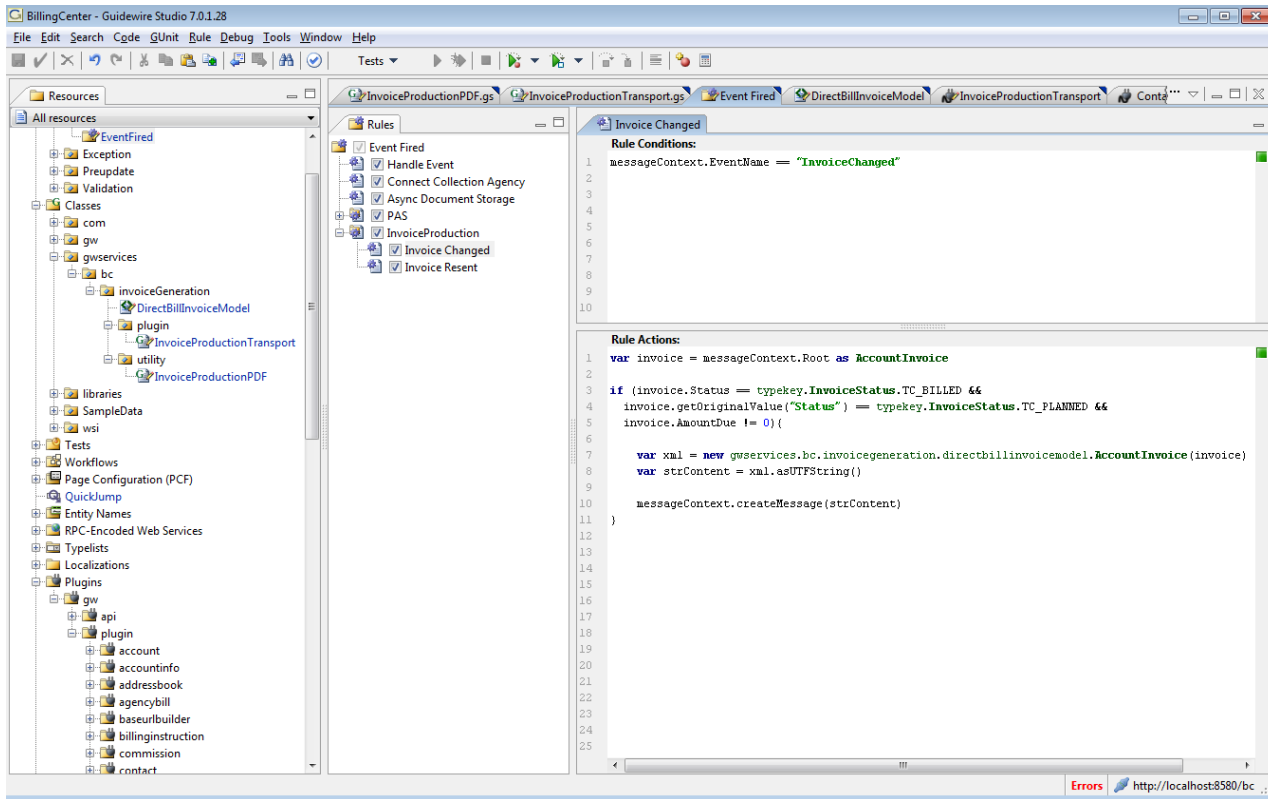 BillingCenter - Guidewire Studio 7.0.1.28
File Edit Search Code GUnit Rule Debug Tools Window Help
Tests
Resources
All resources
EventFired
Exception
Preupdate
Validation
Classes
com
gw
gwservices
bc
invoiceGeneration
DirectBillInvoiceModel
plugin
InvoiceProductionTransport
utility
InvoiceProductionPDF
libraries
SampleData
wsi
Tests
Workflows
Page Configuration (PCF)
QuickJump
Entity Names
RPC-Encoded Web Services
Typelists
Localizations
Plugins
gw
api
plugin
account
accountinfo
addressbook
agencybill
baseurlbuilder
billinginstruction
commission
contact
InvoiceProductionPDF.gs InvoiceProductionTransport.gs Event Fired DirectBillInvoiceModel InvoiceProductionTransport Conta
Rules
Event Fired
Handle Event
Connect Collection Agency
Async Document Storage
PAS
InvoiceProduction
Invoice Changed
Invoice Resent
Invoice Changed
Rule Conditions:
1 messageContext.EventName == "InvoiceChanged"
2
3
4
5
6
7
8
9
10
Rule Actions:
1 var invoice = messageContext.Root as AccountInvoice
2
3 if (invoice.Status == typekey.InvoiceStatus.TC_BILLED &&
4 invoice.getOriginalValue("Status") == typekey.InvoiceStatus.TC_PLANNED &&
5 invoice.AmountDue != 0){
6
7 var xml = new gwservices.bc.invoicegeneration.directbillinvoicemodel.AccountInvoice(invoice)
8 var strContent = xml.asUTFString()
9
10 messageContext.createMessage(strContent)
11 }
12
13
14
15
16
17
18
19
20
21
22
23
24
25
Errors http://localhost:8580/bc